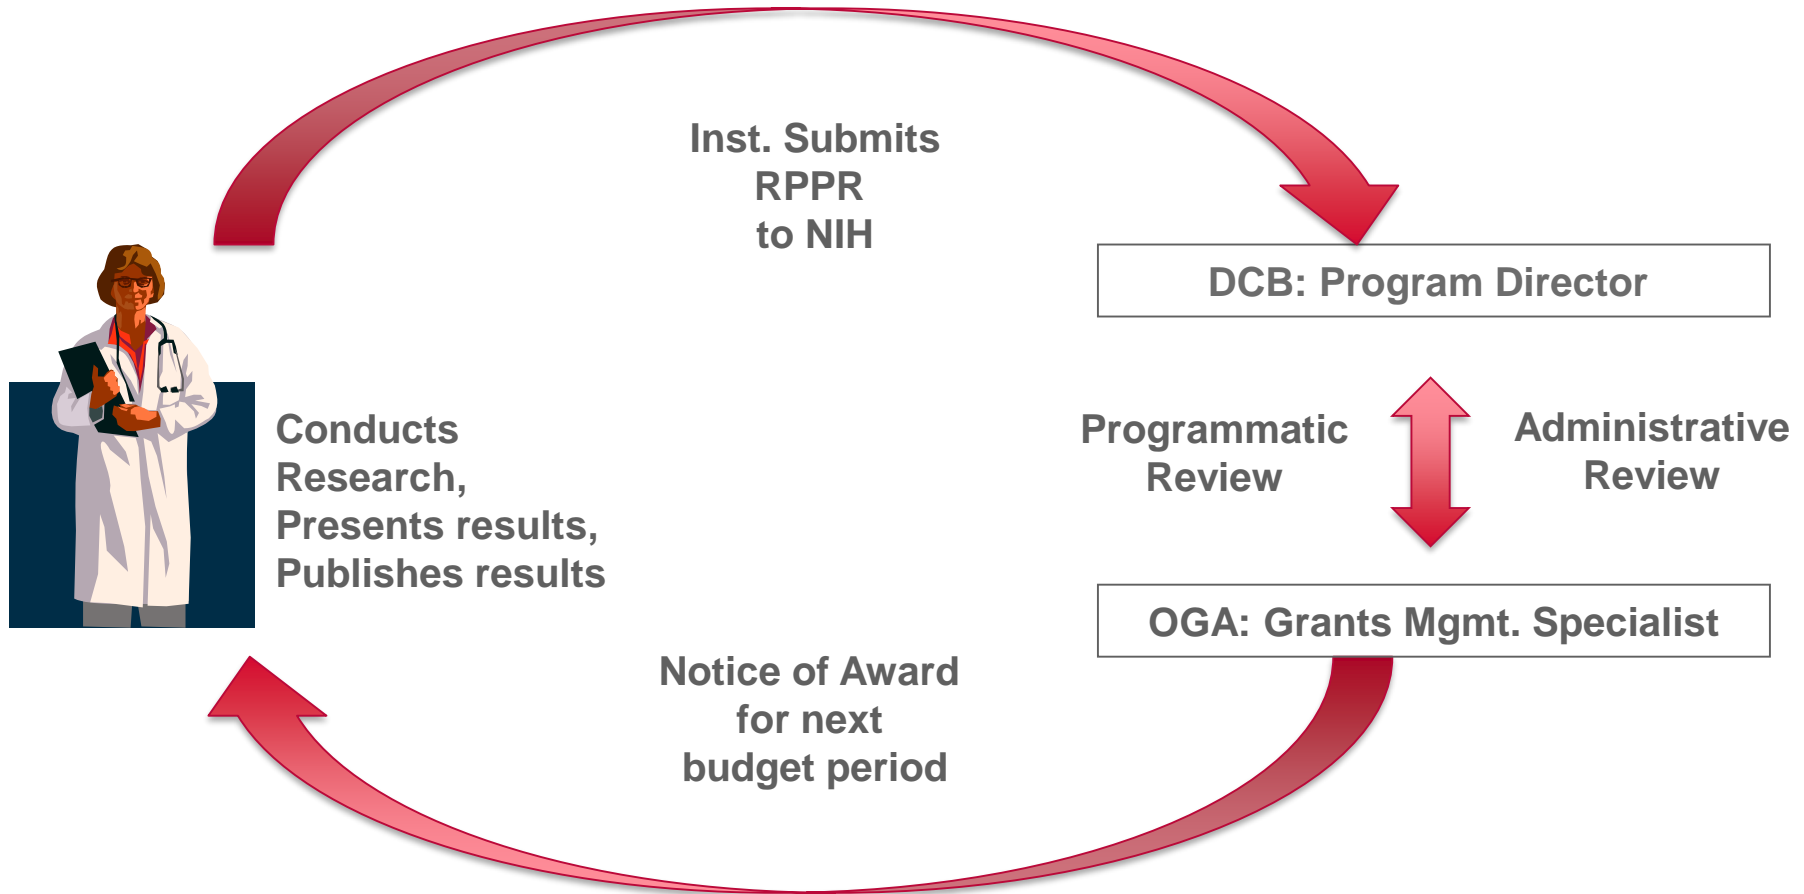 Inst. Submits
RPPR
to NIH
DCB: Program Director
Conducts
Research,
Presents results,
Publishes results
Programmatic
Review
Administrative
Review
OGA: Grants Mgmt. Specialist
Notice of Award
for next
budget period